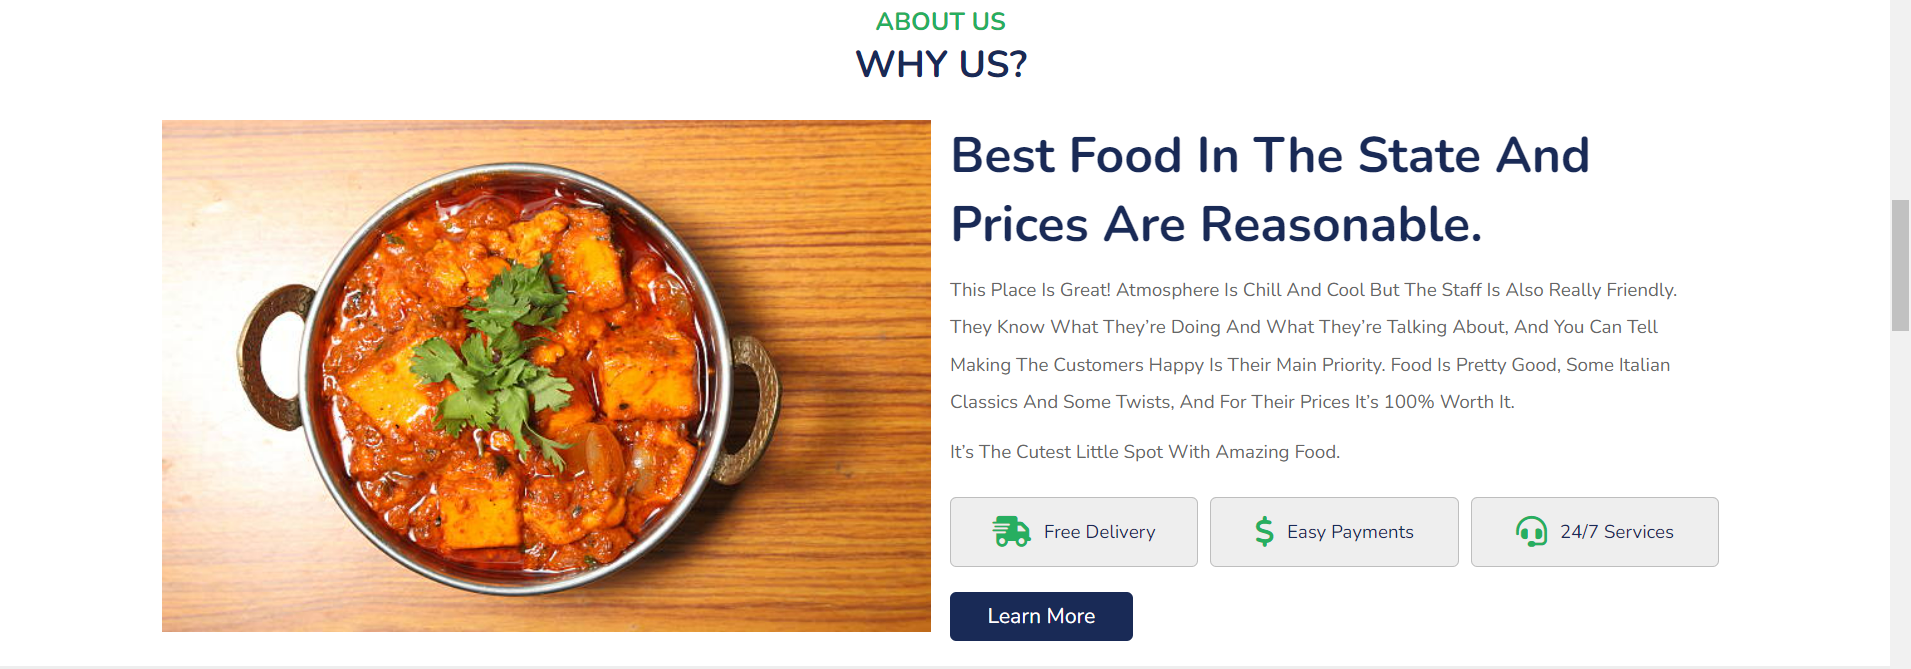 ABOUT US
WHY US?
Best Food In The State And
Prices Are Reasonable.
This Place Is Great! Atmosphere Is Chill And Cool But The Staff Is Also Really Friendly.
They Know What They’re Doing And What They’re Talking About, And You Can Tell
Making The Customers Happy Is Their Main Priority. Food Is Pretty Good, Some Italian
Classics And Some Twists, And For Their Prices It’s 100% Worth It.
It’s The Cutest Little Spot With Amazing Food.
Free Delivery
Easy Payments
24/7 Services
Learn More